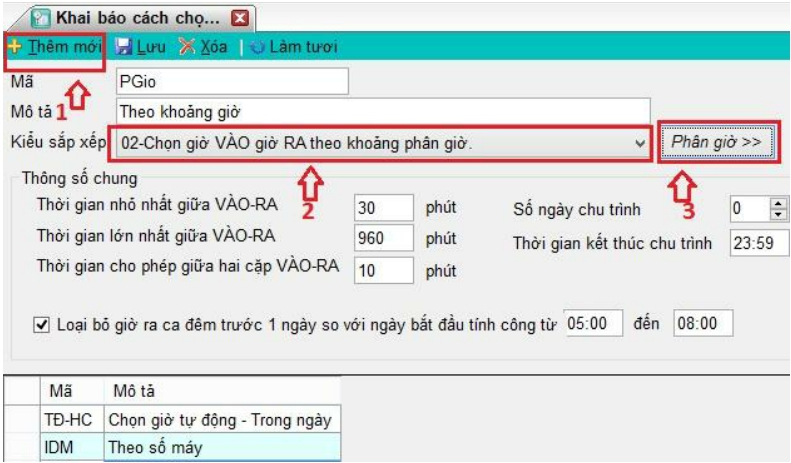 Khai báo cách chọ...
Thêm mới Lưu Xóa Làm tươi
Mã PGio
Mô tả 1 Theo khoảng giờ
Kiểu sắp xếp 02-Chọn giờ VÀO giờ RA theo khoảng phân giờ. Phân giờ >>
Thông số chung
2 3
Thời gian nhỏ nhất giữa VÀO-RA 30 phút Số ngày chu trình 0
Thời gian lớn nhất giữa VÀO-RA 960 phút Thời gian kết thúc chu trình 23:59
Thời gian cho phép giữa hai cặp VÀO-RA 10 phút
Loại bỏ giờ ra ca đêm trước 1 ngày so với ngày bắt đầu tính công từ 05:00 đến 08:00
Mã Mô tả
TĐ-HC Chọn giờ tự động - Trong ngày
IDM Theo số máy